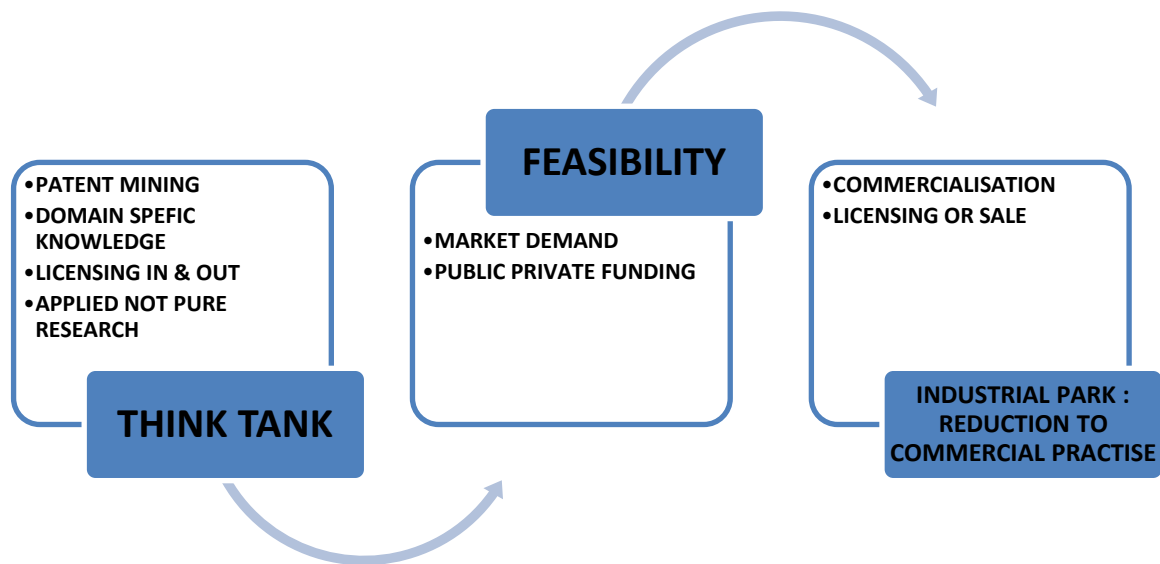 •PATENT MINING
•DOMAIN SPEFIC
KNOWLEDGE
•LICENSING IN & OUT
•APPLIED NOT PURE
RESEARCH
THINK TANK
FEASIBILITY
•MARKET DEMAND
•PUBLIC PRIVATE FUNDING
•COMMERCIALISATION
•LICENSING OR SALE
INDUSTRIAL PARK :
REDUCTION TO
COMMERCIAL PRACTISE